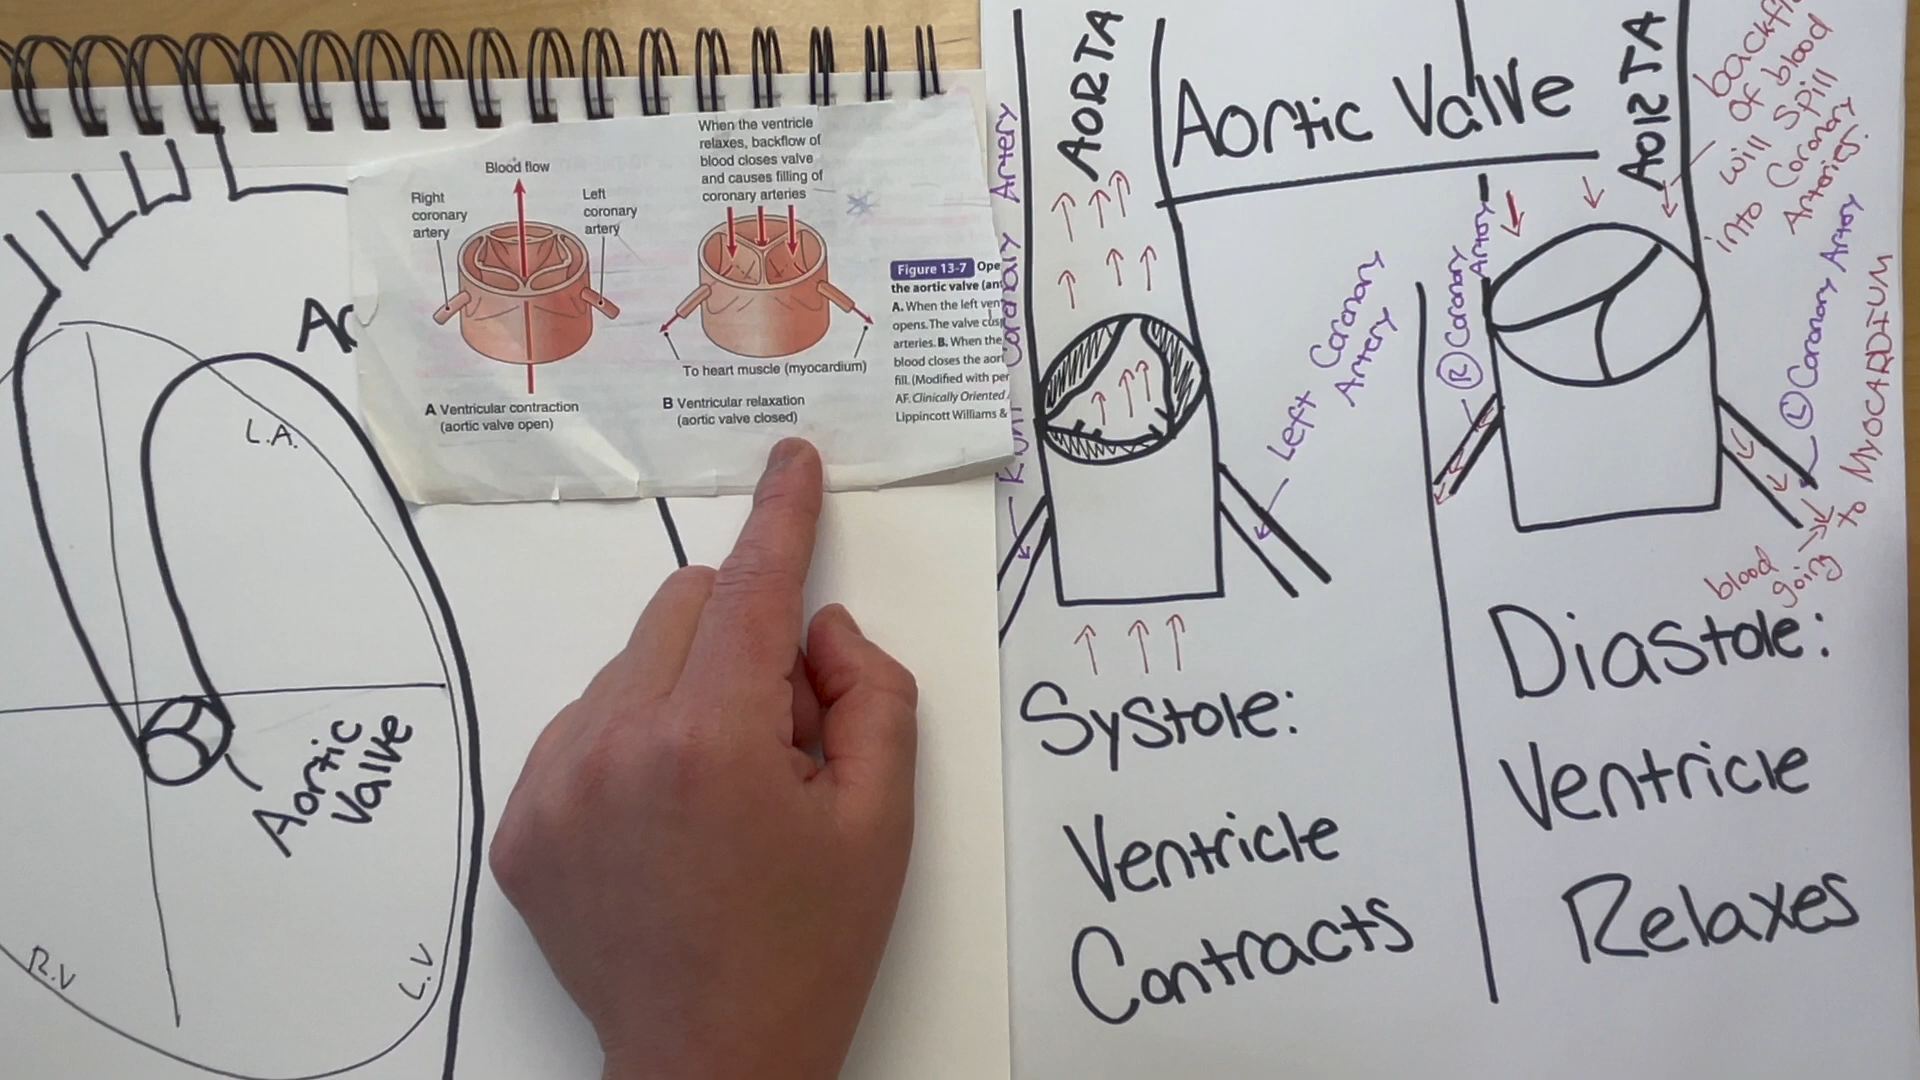 When the ventricle
relaxes, backflow of
blood closes valve
and causes filling of
coronary arteries
Blood flow
Right
coronary
artery
Left
coronary
artery
To heart muscle (myocardium)
A Ventricular contraction
(aortic valve open)
B Ventricular relaxation
(aortic valve closed)
Figure 13-7 Ope
the aortic valve (ant
A. When the left ven
opens. The valve cus
arteries. B. When the
blood closes the aor
fill. (Modified with per
AF. Clinically Oriented
Lippincott Williams &
L.A.
Aortic
Valve
R.V
L.V
AORTA
Aortic Valve
AORTA
Coronary Artery
Left Coronary
Artery
Systole:
Ventricle
Contracts
of blood
will spill
into Coronary
Arteries.
Ⓡ Coronary
Artery
Ⓛ Coronary Artery
blood
going
to MYOCARDIUM
Diastole:
Ventricle
Relaxes